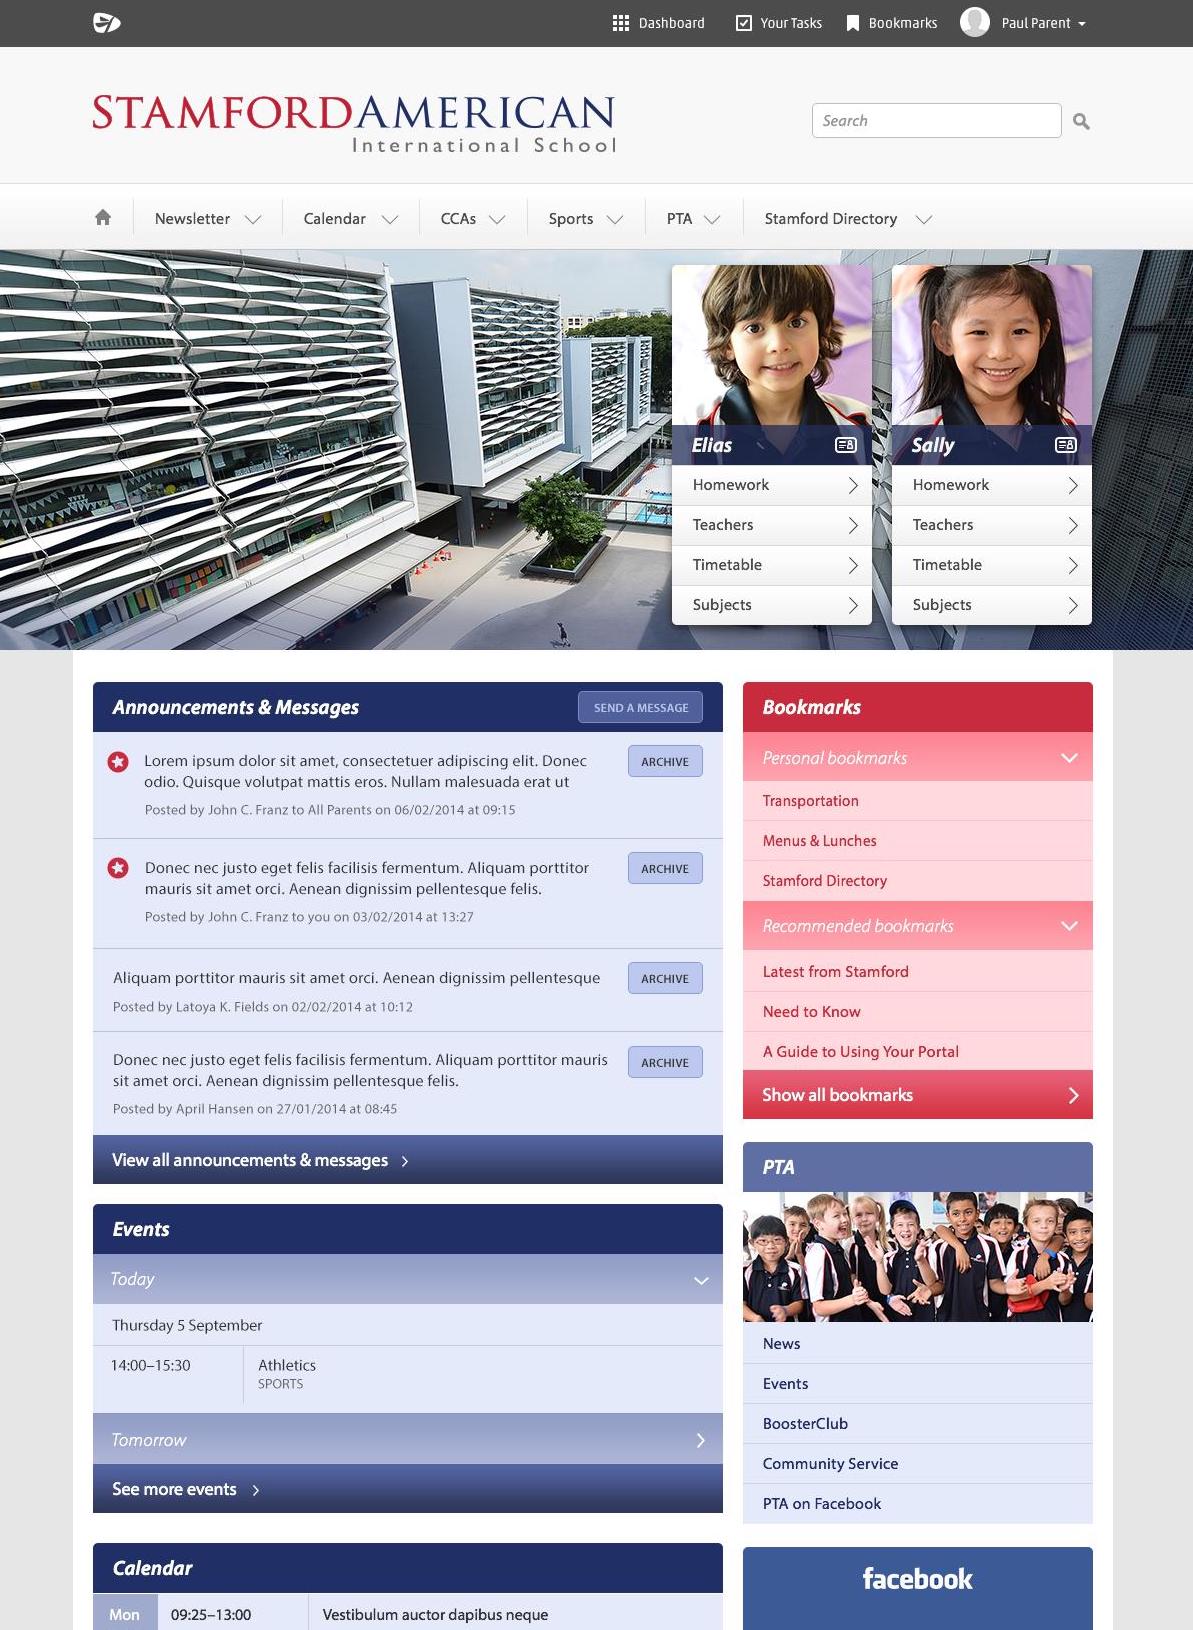 Dashboard
Your Tasks
Bookmarks
Paul Parent
STAMFORDAMERICAN
International School
Search
Newsletter
Calendar
CCAs
Sports
PTA
Stamford Directory
Elias
Homework
Teachers
Timetable
Subjects
Sally
Homework
Teachers
Timetable
Subjects
Announcements & Messages
SEND A MESSAGE
Lorem ipsum dolor sit amet, consectetuer adipiscing elit. Donec
odio. Quisque volutpat mattis eros. Nullam malesuada erat ut
Posted by John C. Franz to All Parents on 06/02/2014 at 09:15
ARCHIVE
Donec nec justo eget felis facilisis fermentum. Aliquam porttitor
mauris sit amet orci. Aenean dignissim pellentesque felis.
Posted by John C. Franz to you on 03/02/2014 at 13:27
ARCHIVE
Aliquam porttitor mauris sit amet orci. Aenean dignissim pellentesque
Posted by Latoya K. Fields on 02/02/2014 at 10:12
ARCHIVE
Donec nec justo eget felis facilisis fermentum. Aliquam porttitor mauris
sit amet orci. Aenean dignissim pellentesque felis.
Posted by April Hansen on 27/01/2014 at 08:45
ARCHIVE
View all announcements & messages
Events
Today
Thursday 5 September
14:00–15:30
Athletics
SPORTS
Tomorrow
See more events
Calendar
Mon
09:25–13:00
Vestibulum auctor dapibus neque
Bookmarks
Personal bookmarks
Transportation
Menus & Lunches
Stamford Directory
Recommended bookmarks
Latest from Stamford
Need to Know
A Guide to Using Your Portal
Show all bookmarks
PTA
News
Events
BoosterClub
Community Service
PTA on Facebook
facebook